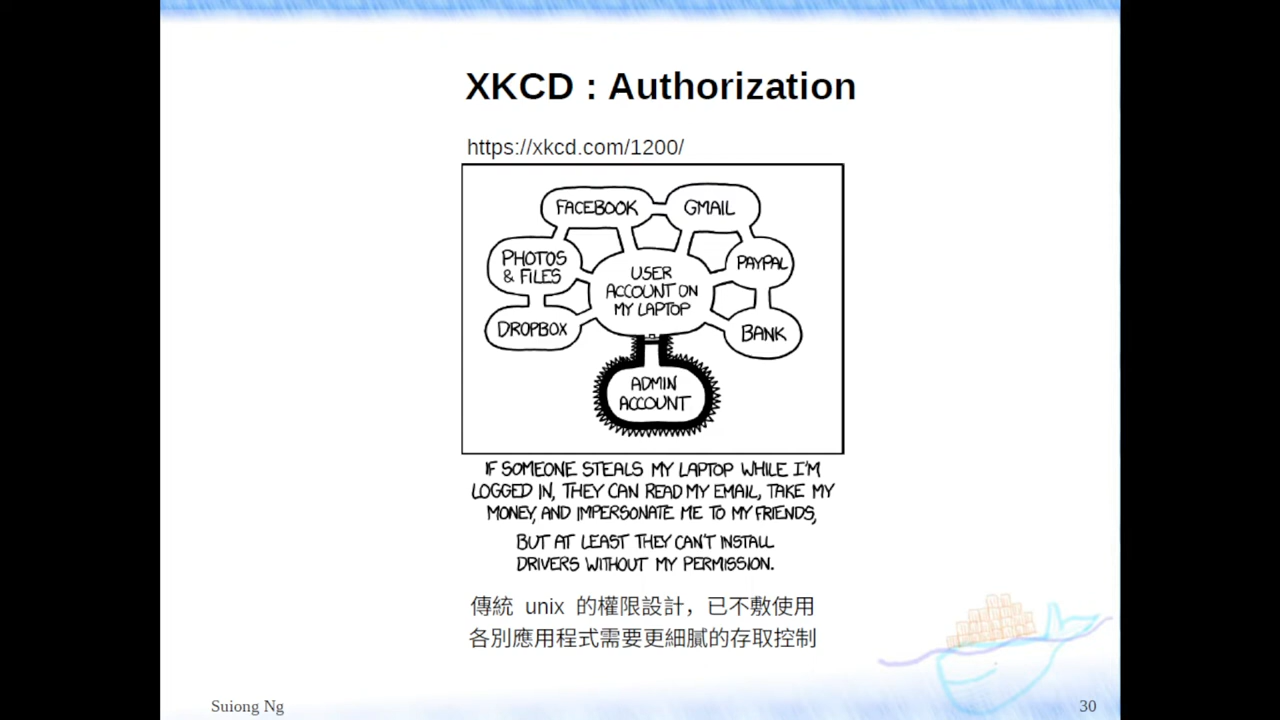 XKCD : Authorization
https://xkcd.com/1200/
FACEBOOK
GMAIL
PHOTOS
& FILES
USER
ACCOUNT ON
MY LAPTOP
PAYPAL
DROPBOX
BANK
ADMIN
ACCOUNT
IF SOMEONE STEALS MY LAPTOP WHILE I'M
LOGGED IN, THEY CAN READ MY EMAIL, TAKE MY
MONEY, AND IMPERSONATE ME TO MY FRIENDS,
BUT AT LEAST THEY CAN'T INSTALL
DRIVERS WITHOUT MY PERMISSION.
傳統 unix 的權限設計，已不敷使用
各別應用程式需要更細膩的存取控制
Suiong Ng
30